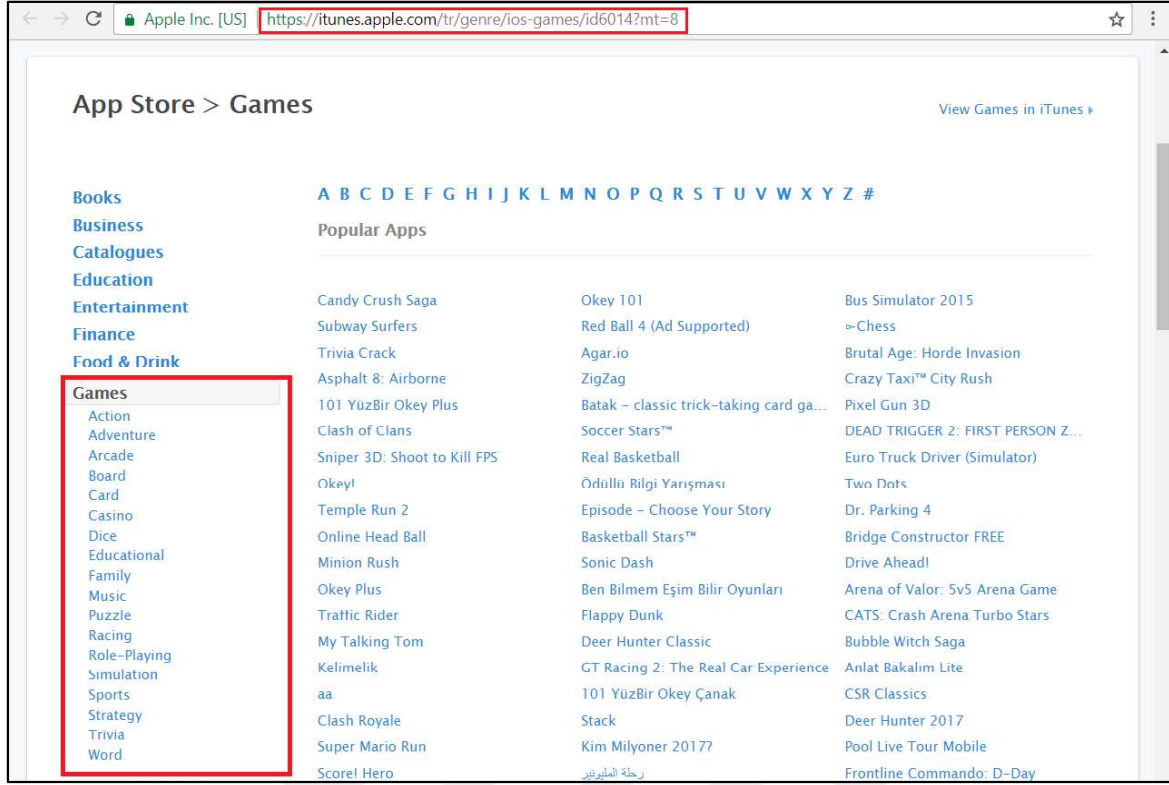 Apple Inc. [US] https://itunes.apple.com/tr/genre/ios-games/id6014?mt=8
App Store > Games
View Games in iTunes
Books
Business
Catalogues
Education
Entertainment
Finance
Food & Drink
Games
Action
Adventure
Arcade
Board
Card
Casino
Dice
Educational
Family
Music
Puzzle
Racing
Role-Playing
Simulation
Sports
Strategy
Trivia
Word
A B C D E F G H I J K L M N O P Q R S T U V W X Y Z #
Popular Apps
Candy Crush Saga
Subway Surfers
Trivia Crack
Asphalt 8: Airborne
101 YüzBir Okey Plus
Clash of Clans
Sniper 3D: Shoot to Kill FPS
Okey!
Temple Run 2
Online Head Ball
Minion Rush
Okey Plus
Traffic Rider
My Talking Tom
Kelimelik
aa
Clash Royale
Super Mario Run
Score! Hero
Okey 101
Red Ball 4 (Ad Supported)
Agar.io
ZigZag
Batak – classic trick-taking card ga...
Soccer Stars™
Real Basketball
Ödüllü Bilgi Yarışması
Episode – Choose Your Story
Basketball Stars™
Sonic Dash
Ben Bilmem Eşim Bilir Oyunları
Flappy Dunk
Deer Hunter Classic
GT Racing 2: The Real Car Experience
101 YüzBir Okey Çanak
Stack
Kim Milyoner 2017?
رحلة المليونير
Bus Simulator 2015
⊳Chess
Brutal Age: Horde Invasion
Crazy Taxi™ City Rush
Pixel Gun 3D
DEAD TRIGGER 2: FIRST PERSON Z...
Euro Truck Driver (Simulator)
Two Dots
Dr. Parking 4
Bridge Constructor FREE
Drive Ahead!
Arena of Valor: 5v5 Arena Game
CATS: Crash Arena Turbo Stars
Bubble Witch Saga
Anlat Bakalım Lite
CSR Classics
Deer Hunter 2017
Pool Live Tour Mobile
Frontline Commando: D-Day